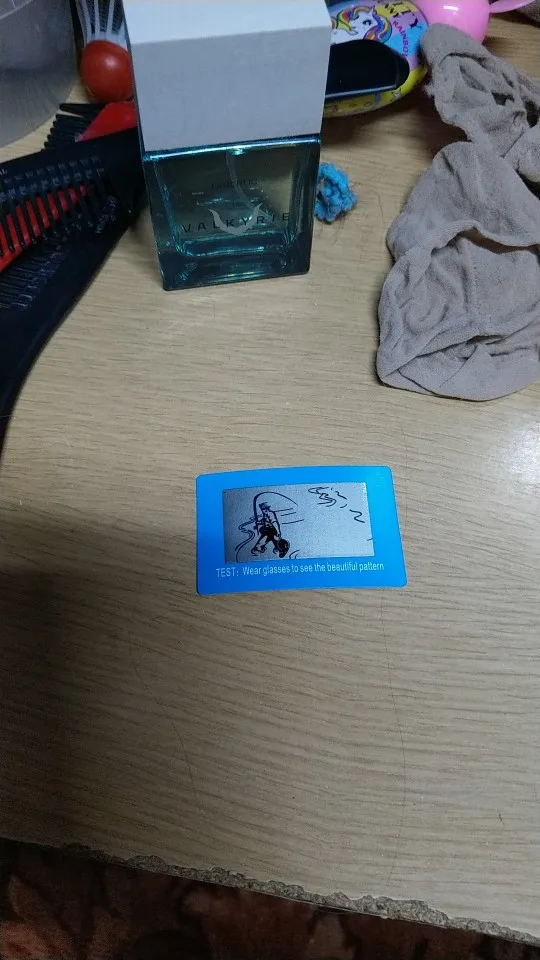 VALKYRIE
TEST: Wear glasses to see the beautiful pattern